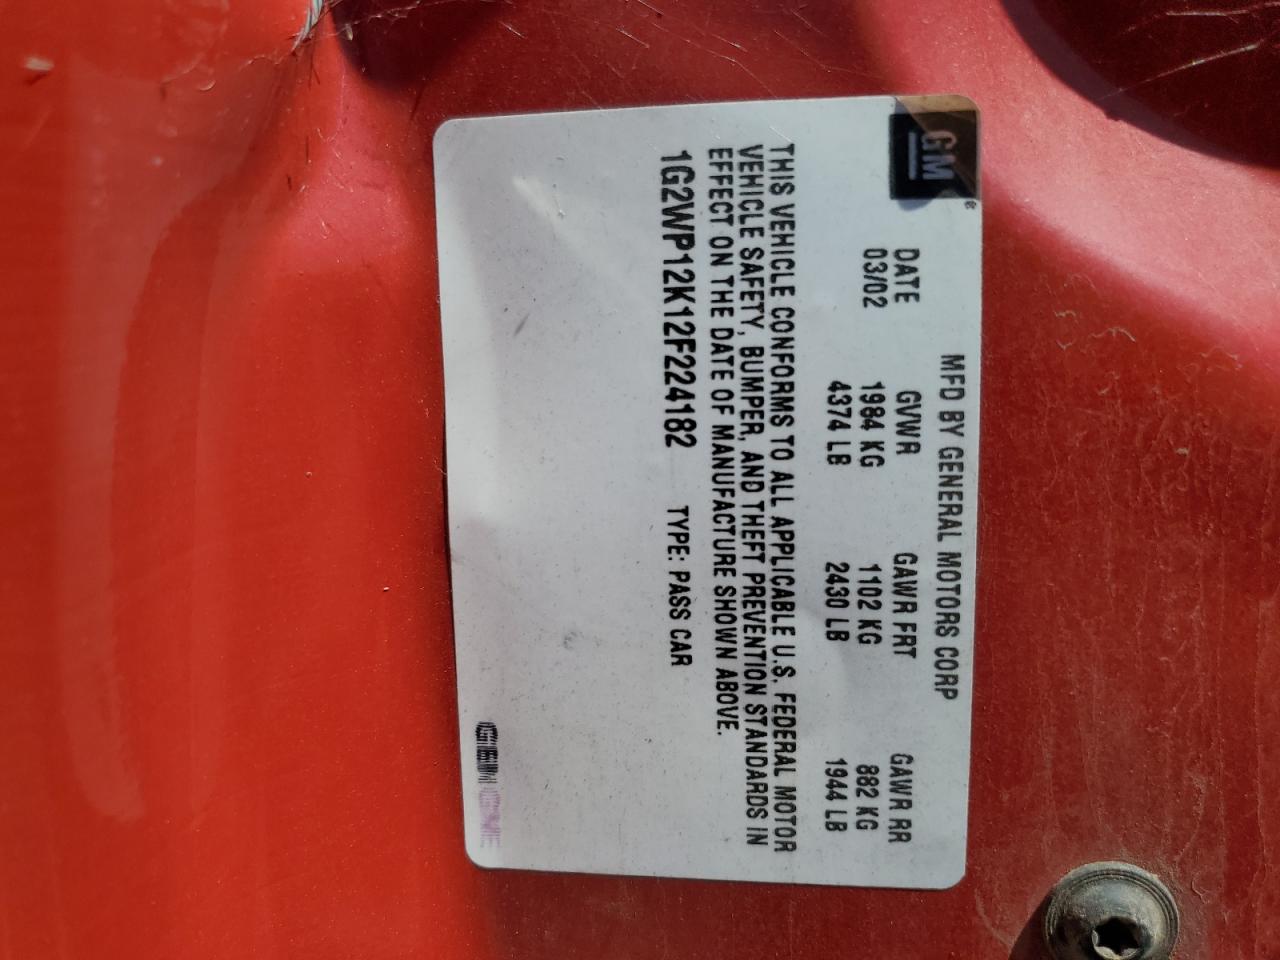 GM®
MFD BY GENERAL MOTORS CORP
DATE GVWR GAWR FRT GAWR RR
03/02 1984 KG 1102 KG 882 KG
4374 LB 2430 LB 1944 LB
THIS VEHICLE CONFORMS TO ALL APPLICABLE U.S. FEDERAL MOTOR
VEHICLE SAFETY, BUMPER, AND THEFT PREVENTION STANDARDS IN
EFFECT ON THE DATE OF MANUFACTURE SHOWN ABOVE.
1G2WP12K12F224182 TYPE: PASS CAR